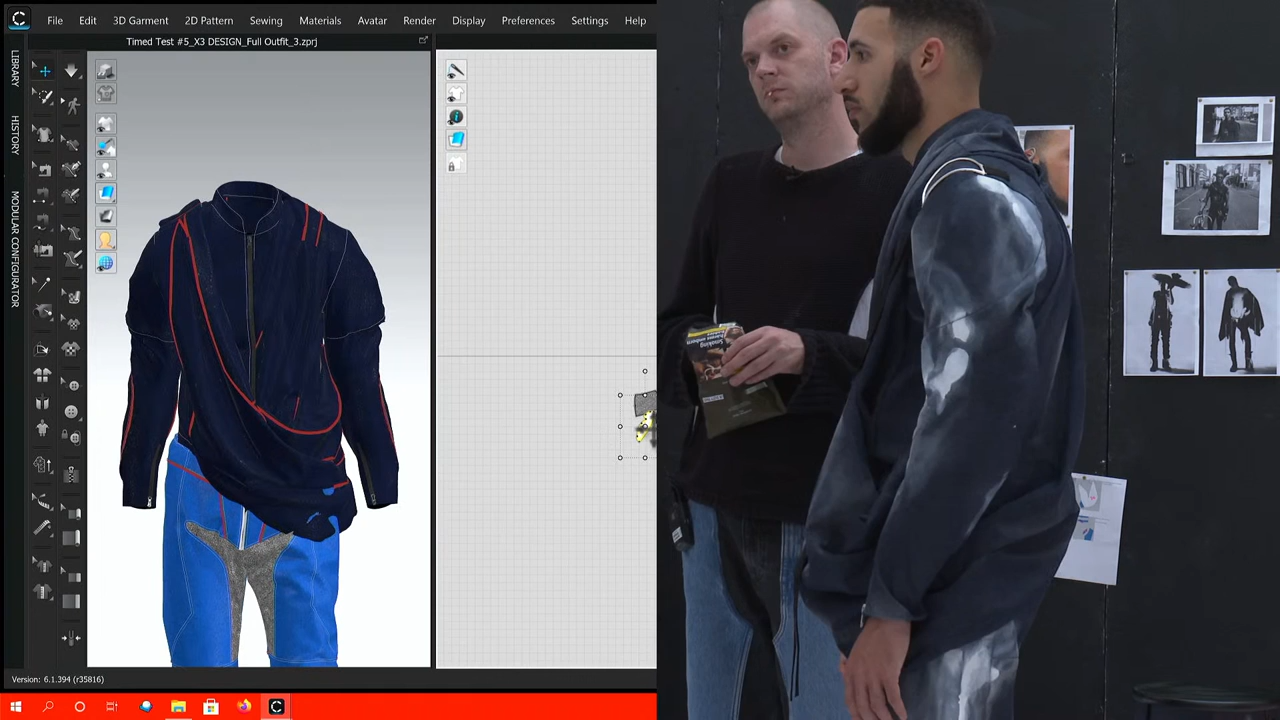 File Edit 3D Garment 2D Pattern Sewing Materials Avatar Render Display Preferences Settings Help
Timed Test #5_X3 DESIGN_Full Outfit_3.zprj
LIBRARY
HISTORY
MODULAR CONFIGURATOR
Smoking
Version: 6.1.394 (r35816)